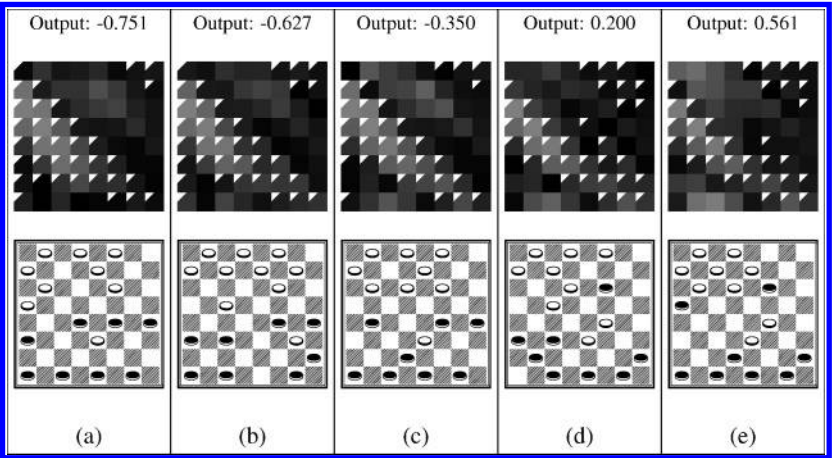 Output: -0.751
Output: -0.627
Output: -0.350
Output: 0.200
Output: 0.561
(a)
(b)
(c)
(d)
(e)